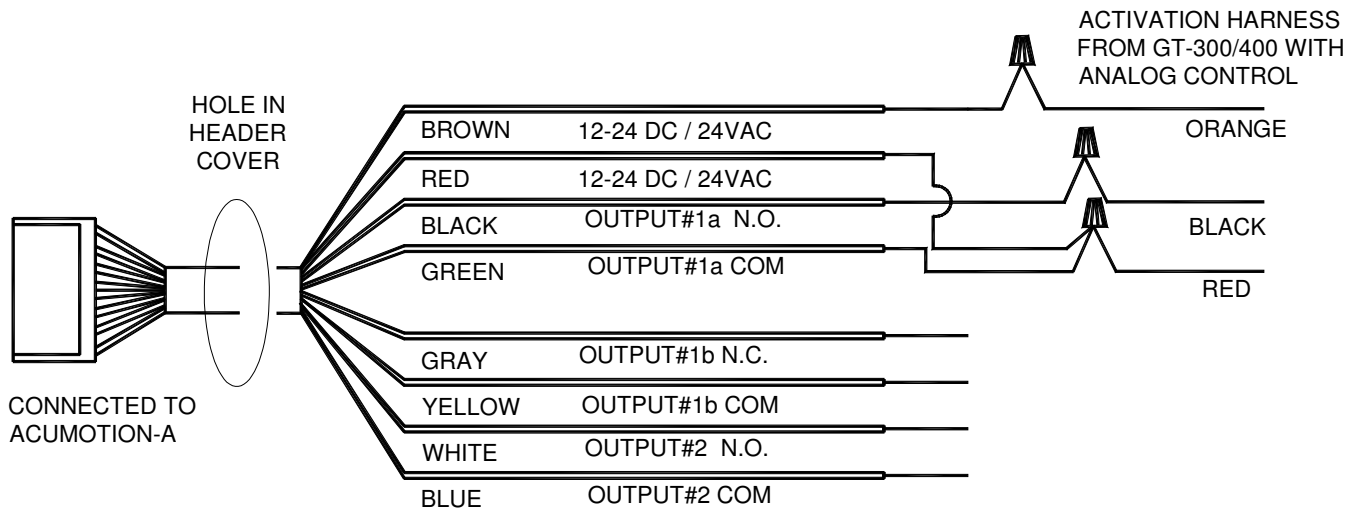 ACTIVATION HARNESS
FROM GT-300/400 WITH
ANALOG CONTROL
HOLE IN
HEADER
COVER
BROWN 12-24 DC / 24VAC
ORANGE
RED 12-24 DC / 24VAC
BLACK OUTPUT#1a N.O.
BLACK
GREEN OUTPUT#1a COM
RED
GRAY OUTPUT#1b N.C.
YELLOW OUTPUT#1b COM
WHITE OUTPUT#2 N.O.
BLUE OUTPUT#2 COM
CONNECTED TO
ACUMOTION-A